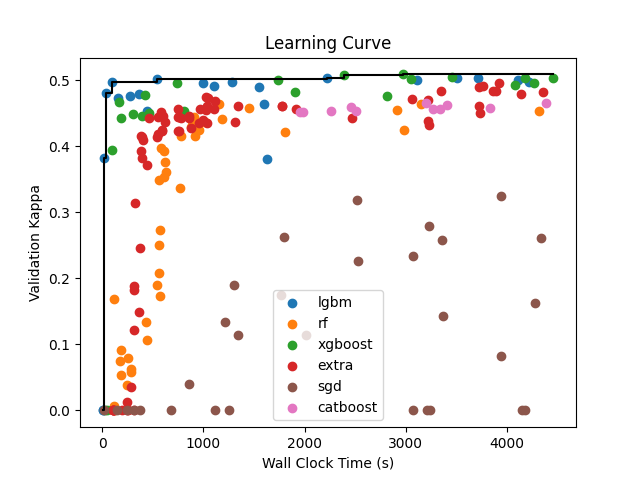 Learning Curve
Validation Kappa
0.5
0.4
0.3
0.2
0.1
0.0
lgbm
rf
xgboost
extra
sgd
catboost
0 1000 2000 3000 4000
Wall Clock Time (s)